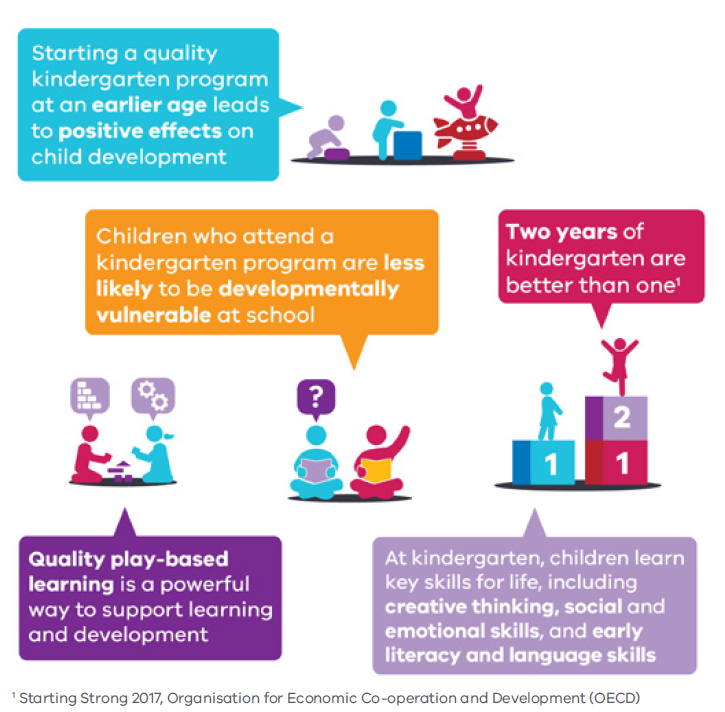 Starting a quality
kindergarten program
at an earlier age leads
to positive effects on
child development
Children who attend a
kindergarten program are less
likely to be developmentally
vulnerable at school
Two years of
kindergarten are
better than one¹
?
2
1
1
Quality play-based
learning is a powerful
way to support learning
and development
At kindergarten, children learn
key skills for life, including
creative thinking, social and
emotional skills, and early
literacy and language skills
¹ Starting Strong 2017, Organisation for Economic Co-operation and Development (OECD)